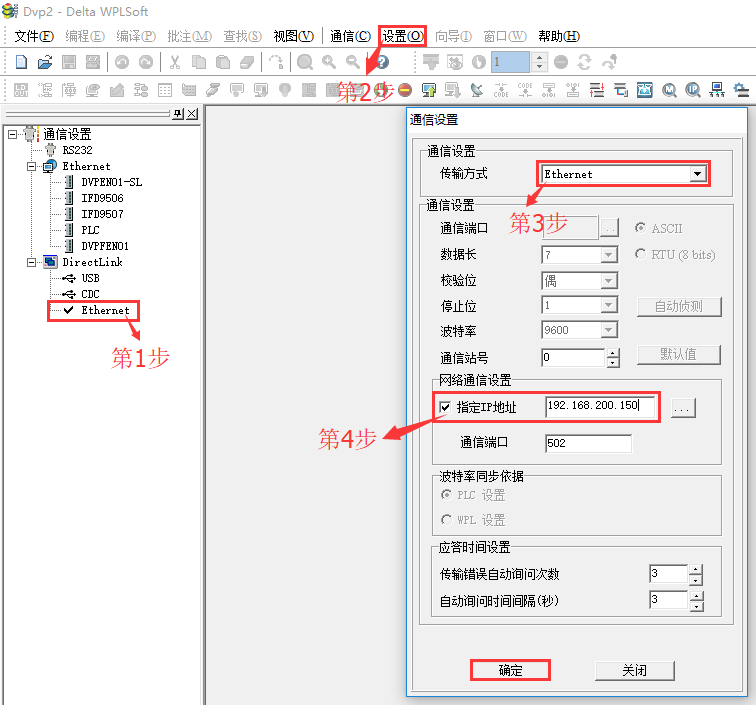 Dvp2 - Delta WPLSoft
文件(F) 编程(E) 编译(P) 批注(M) 查找(S) 视图(V) 通信(C) 设置(O) 向导(I) 窗口(W) 帮助(H)
1
第2步
通信设置
RS232
Ethernet
DVPEN01-SL
IFD9506
IFD9507
PLC
DVPFEN01
DirectLink
USB
CDC
Ethernet
第1步
通信设置
通信设置
传输方式 Ethernet
第3步
通信设置
通信端口 ... ASCII
数据长 7 RTU (8 bits)
校验位 偶
停止位 1 自动侦测
波特率 9600
通信站号 0 默认值
网络通信设置
指定IP地址 192.168.200.150 ...
第4步
通信端口 502
波特率同步依据
PLC 设置
WPL 设置
应答时间设置
传输错误自动询问次数 3
自动询问时间间隔(秒) 3
确定 关闭